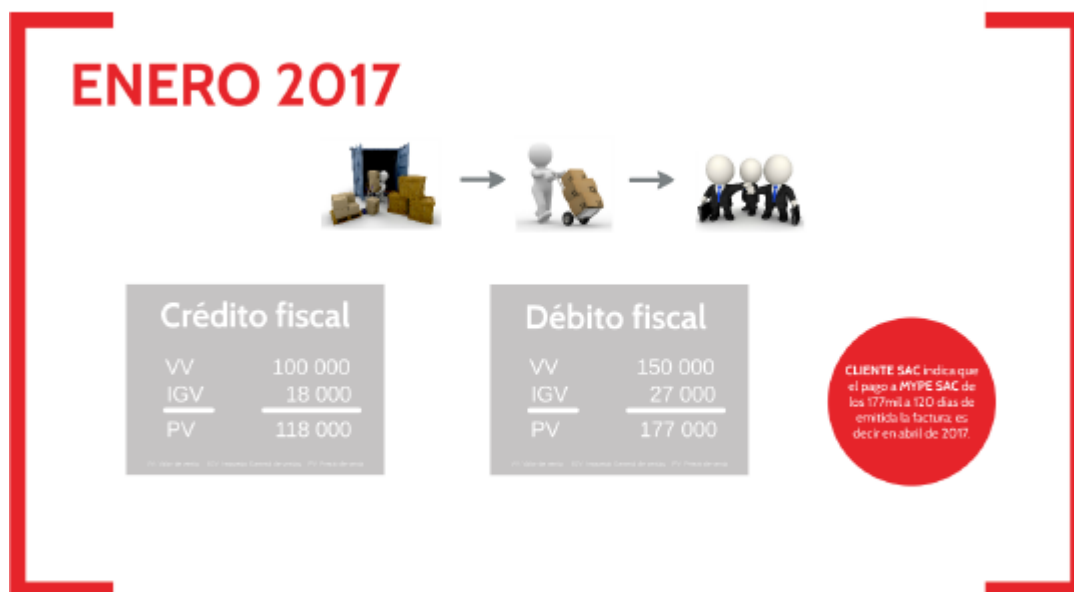 ENERO 2017
Crédito fiscal
VV 100 000
IGV 18 000
PV 118 000
Débito fiscal
VV 150 000
IGV 27 000
PV 177 000
CLIENTE SAC indica que
el pago a MYPE SAC de
los 177mil a 120 días de
emitida la factura; es
decir en abril de 2017.